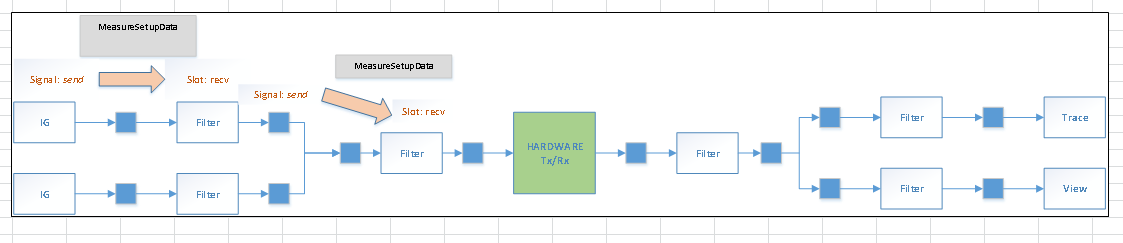 MeasureSetupData
MeasureSetupData
Signal: send
Slot: recv
Signal: send
Slot: recv
IG
Filter
Filter
HARDWARE
Tx/Rx
Filter
Filter
Trace
IG
Filter
Filter
View